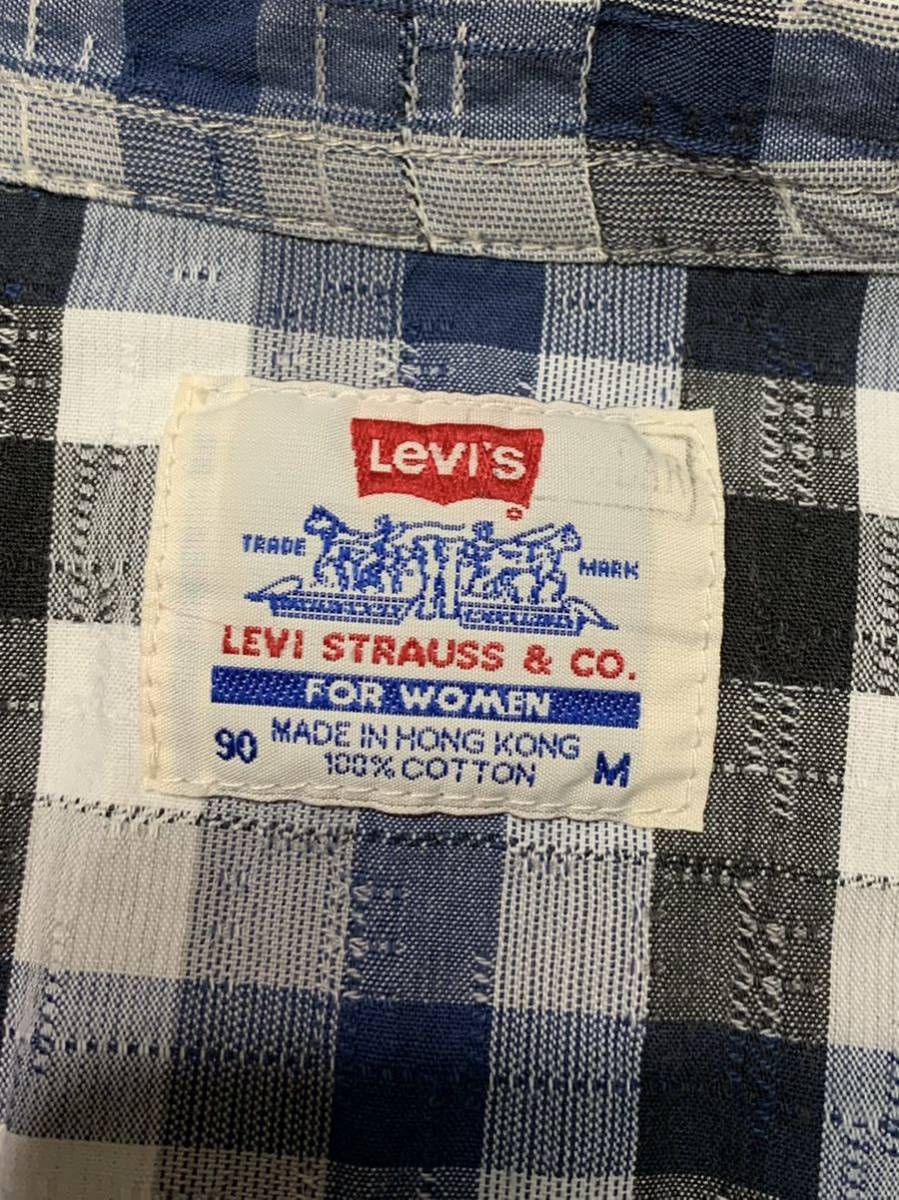 Levi's
®
TRADE MARK
LEVI STRAUSS & CO.
FOR WOMEN
90 MADE IN HONG KONG M
100% COTTON